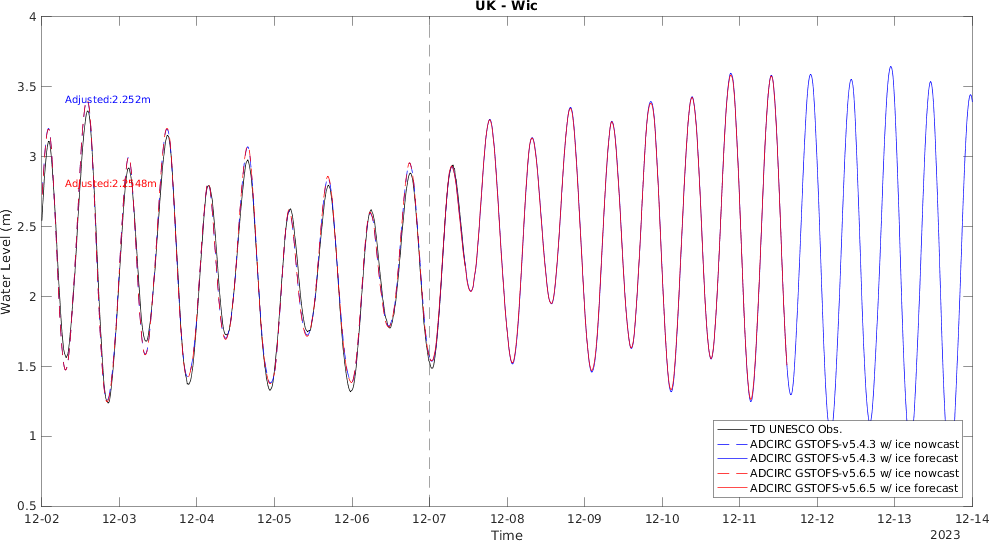 UK - Wic
4
3.5
3
2.5
2
1.5
1
0.5
Water Level (m)
Adjusted:2.252m
Adjusted:2.2548m
TD UNESCO Obs.
ADCIRC GSTOFS-v5.4.3 w/ ice nowcast
ADCIRC GSTOFS-v5.4.3 w/ ice forecast
ADCIRC GSTOFS-v5.6.5 w/ ice nowcast
ADCIRC GSTOFS-v5.6.5 w/ ice forecast
12-02 12-03 12-04 12-05 12-06 12-07 12-08 12-09 12-10 12-11 12-12 12-13 12-14
Time
2023